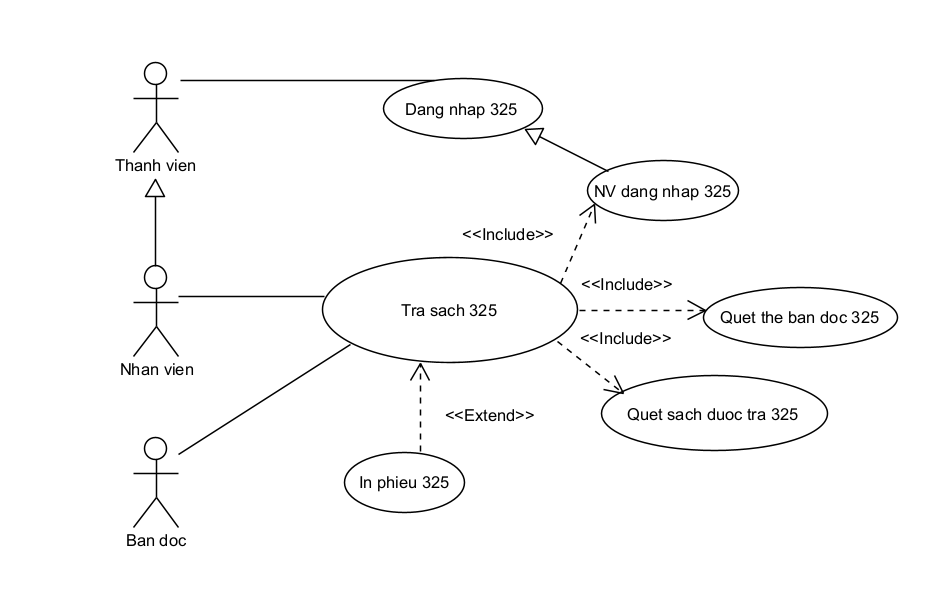 Dang nhap 325
Thanh vien
NV dang nhap 325
<<Include>>
<<Include>>
Tra sach 325
Quet the ban doc 325
<<Include>>
Nhan vien
<<Extend>>
Quet sach duoc tra 325
In phieu 325
Ban doc